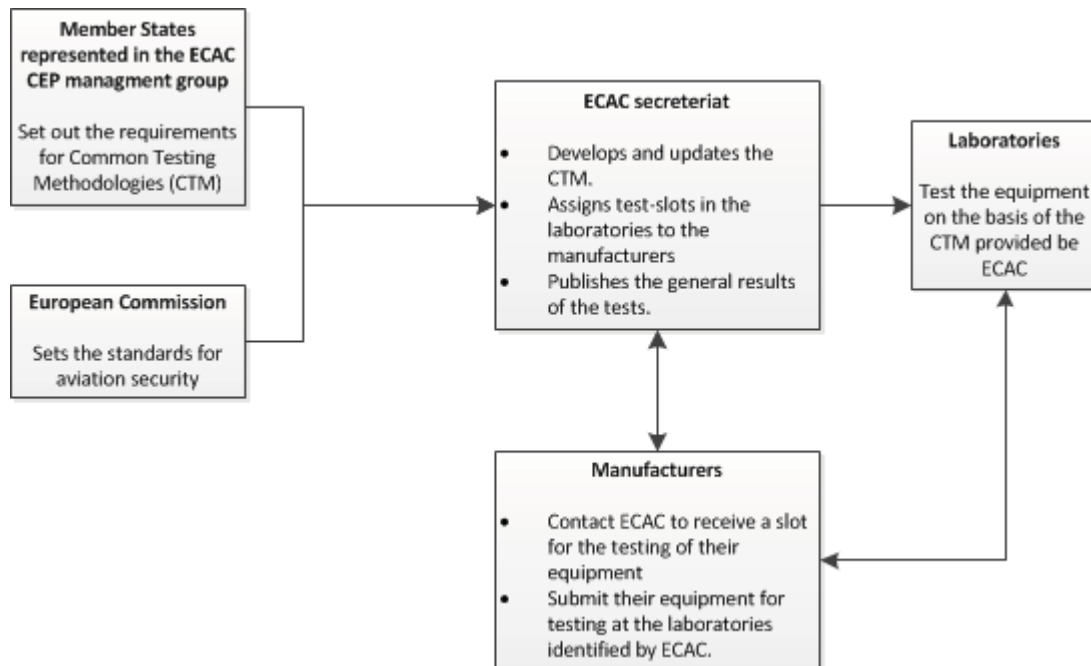 Member States
represented in the ECAC
CEP managment group
Set out the requirements
for Common Testing
Methodologies (CTM)
European Commission
Sets the standards for
aviation security
ECAC secreteriat
• Develops and updates the
CTM.
• Assigns test-slots in the
laboratories to the
manufacturers
• Publishes the general results
of the tests.
Laboratories
Test the equipment
on the basis of the
CTM provided be
ECAC
Manufacturers
• Contact ECAC to receive a slot
for the testing of their
equipment
• Submit their equipment for
testing at the laboratories
identified by ECAC.